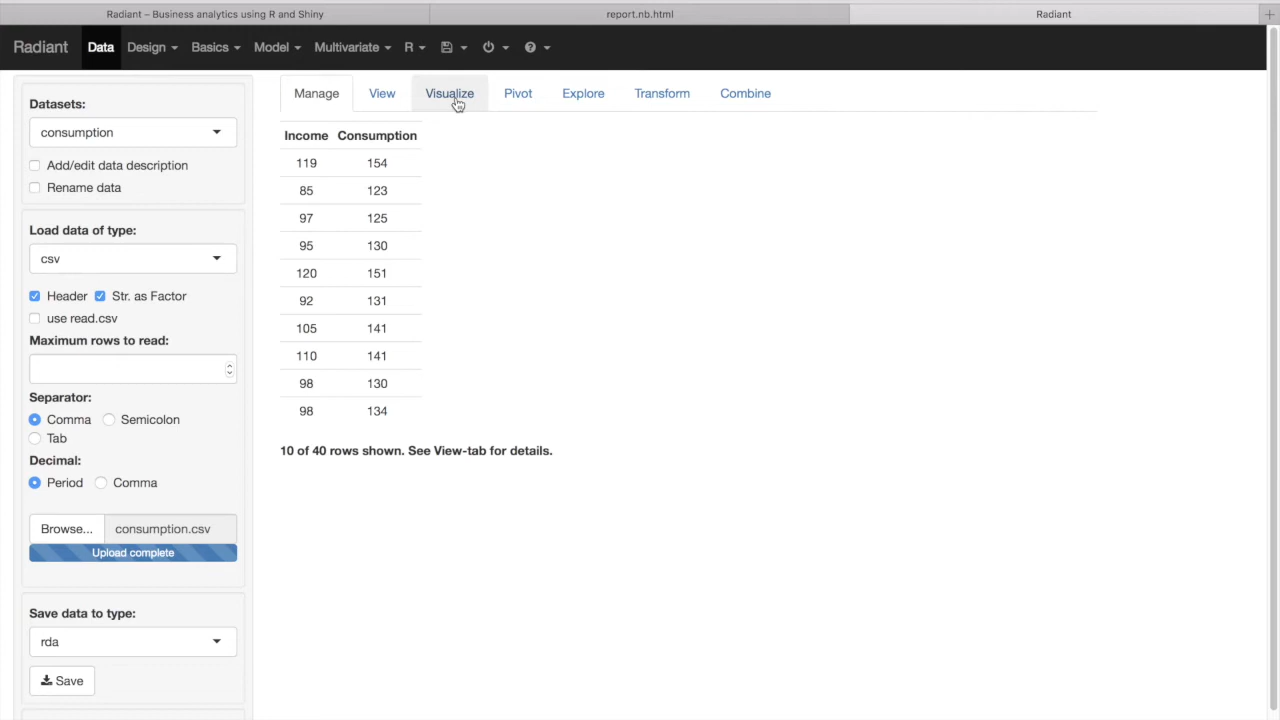 Radiant – Business analytics using R and Shiny report.nb.html Radiant
Radiant Data Design Basics Model Multivariate R
Manage View Visualize Pivot Explore Transform Combine
Datasets:
consumption
Add/edit data description
Rename data
Load data of type:
csv
Header Str. as Factor
use read.csv
Maximum rows to read:
Separator:
Comma Semicolon
Tab
Decimal:
Period Comma
Browse... consumption.csv
Upload complete
Save data to type:
rda
Save
Income Consumption
119 154
85 123
97 125
95 130
120 151
92 131
105 141
110 141
98 130
98 134
10 of 40 rows shown. See View-tab for details.